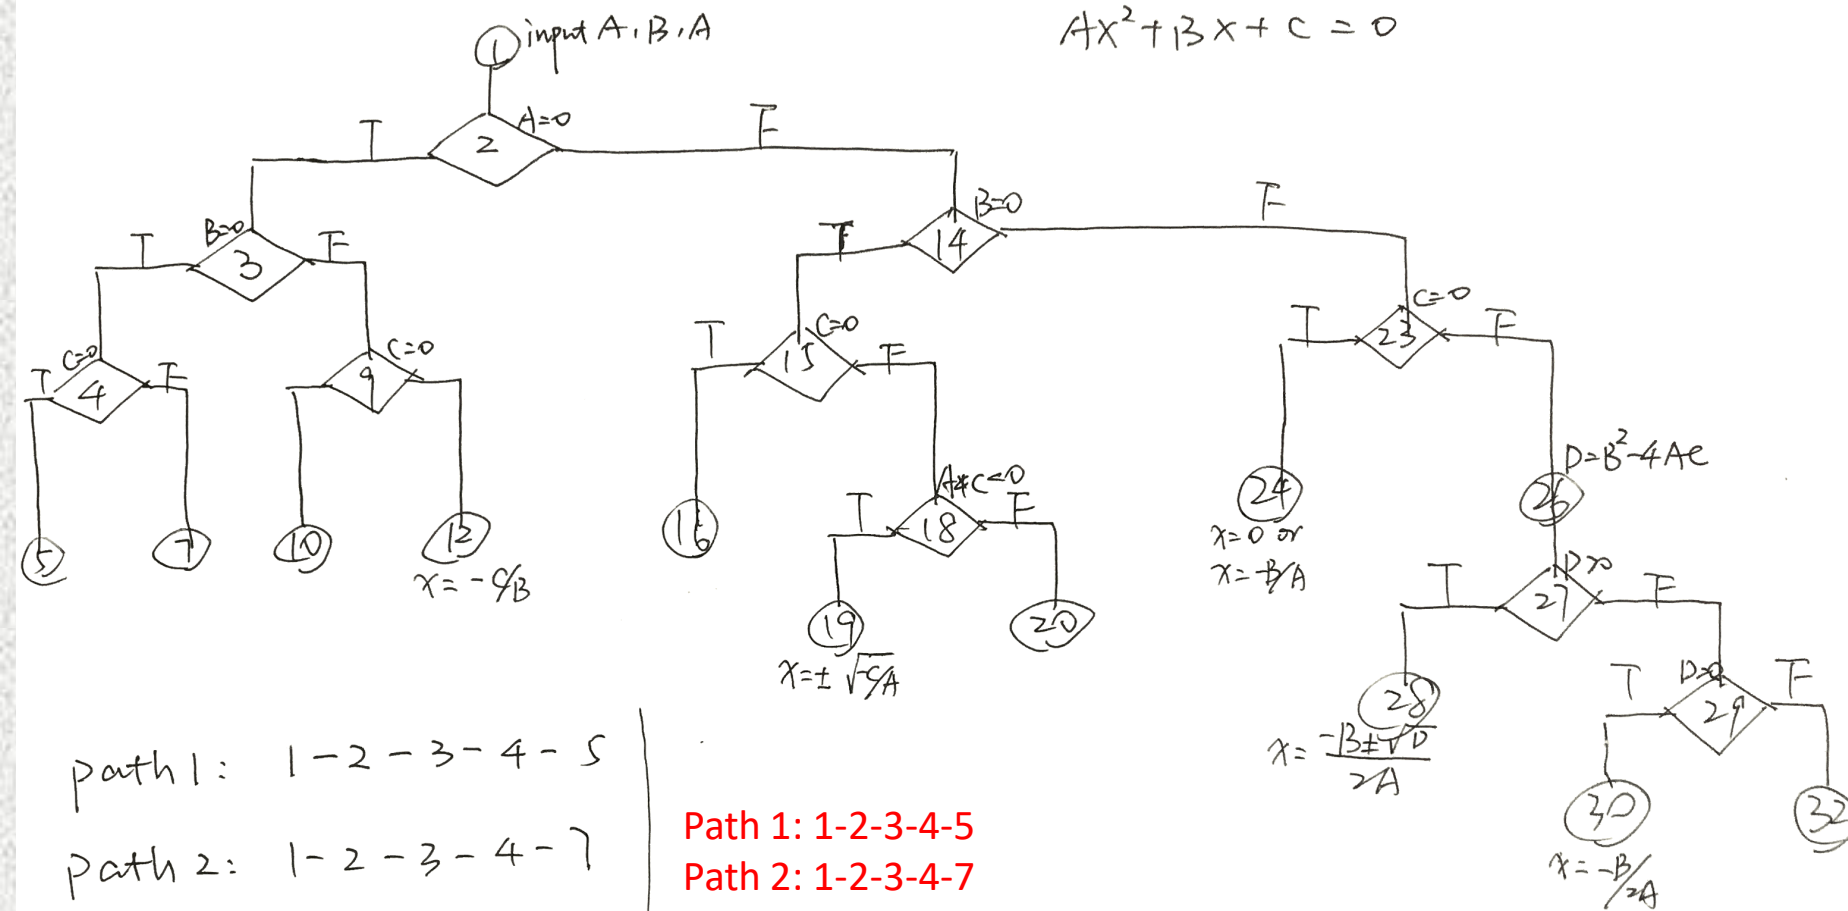 ① input A, B, A
AX² + BX + C = 0
A=0
T 2 F
B=0
B=0
F
T 3 F
T 14
C=0
C=0
C=0
C=0
T 4 F
9
T 15 F
T 23 F
A*C<0
D=B²-4AC
5
7
10
12
16
T 18 F
24
26
x = -C/B
x=0 or
x=-B/A
D>0
19
20
T 27 F
x=± √-C/A
D=0
28
T 29 F
x = -B±√D / 2A
30
32
x = -B/2A
path 1: 1-2-3-4-5
path 2: 1-2-3-4-7
Path 1: 1-2-3-4-5
Path 2: 1-2-3-4-7